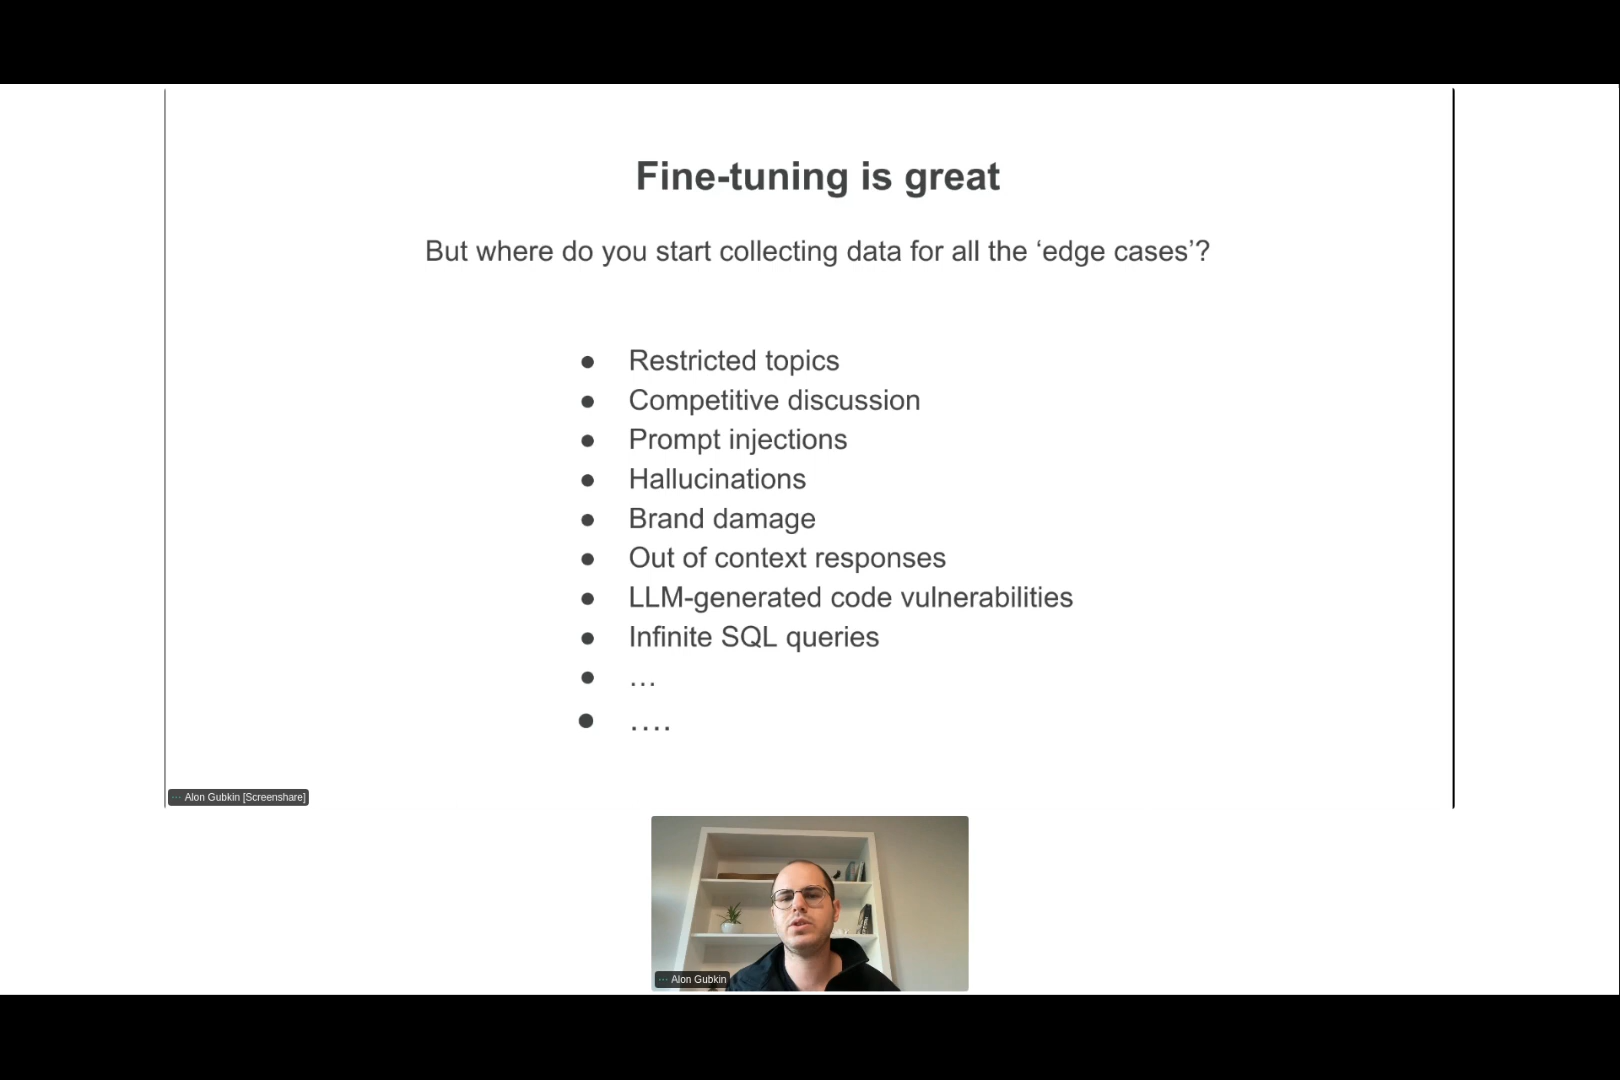 Fine-tuning is great
But where do you start collecting data for all the ‘edge cases’?
● Restricted topics
● Competitive discussion
● Prompt injections
● Hallucinations
● Brand damage
● Out of context responses
● LLM-generated code vulnerabilities
● Infinite SQL queries
● …
● ….
Alon Gubkin [Screenshare]
Alon Gubkin